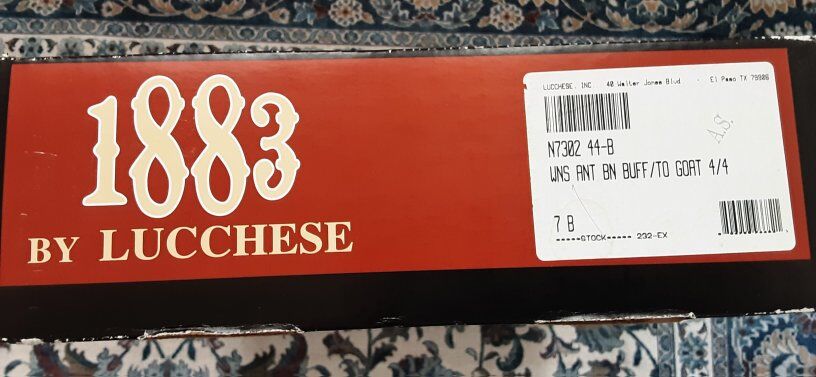 1883
BY LUCCHESE
LUCCHESE, INC. 40 Walter Jones Blvd. - El Paso TX 79906
N7302 44-B
WNS ANT BN BUFF/TO GOAT 4/4
A.S.
7 B
-----STOCK----- 232-EX